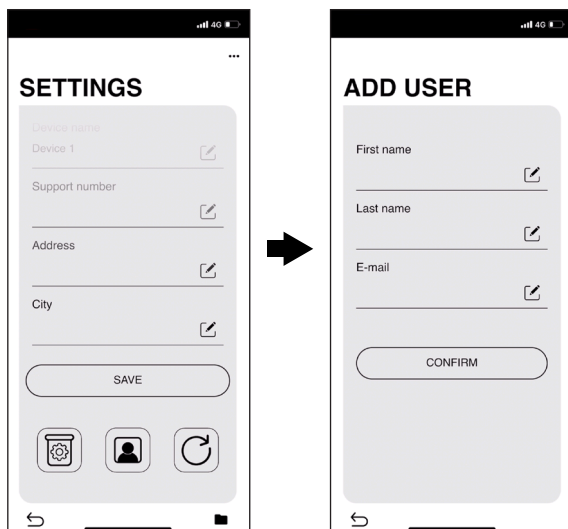 4G
SETTINGS
Device name
Device 1
Support number
Address
City
SAVE
4G
ADD USER
First name
Last name
E-mail
CONFIRM